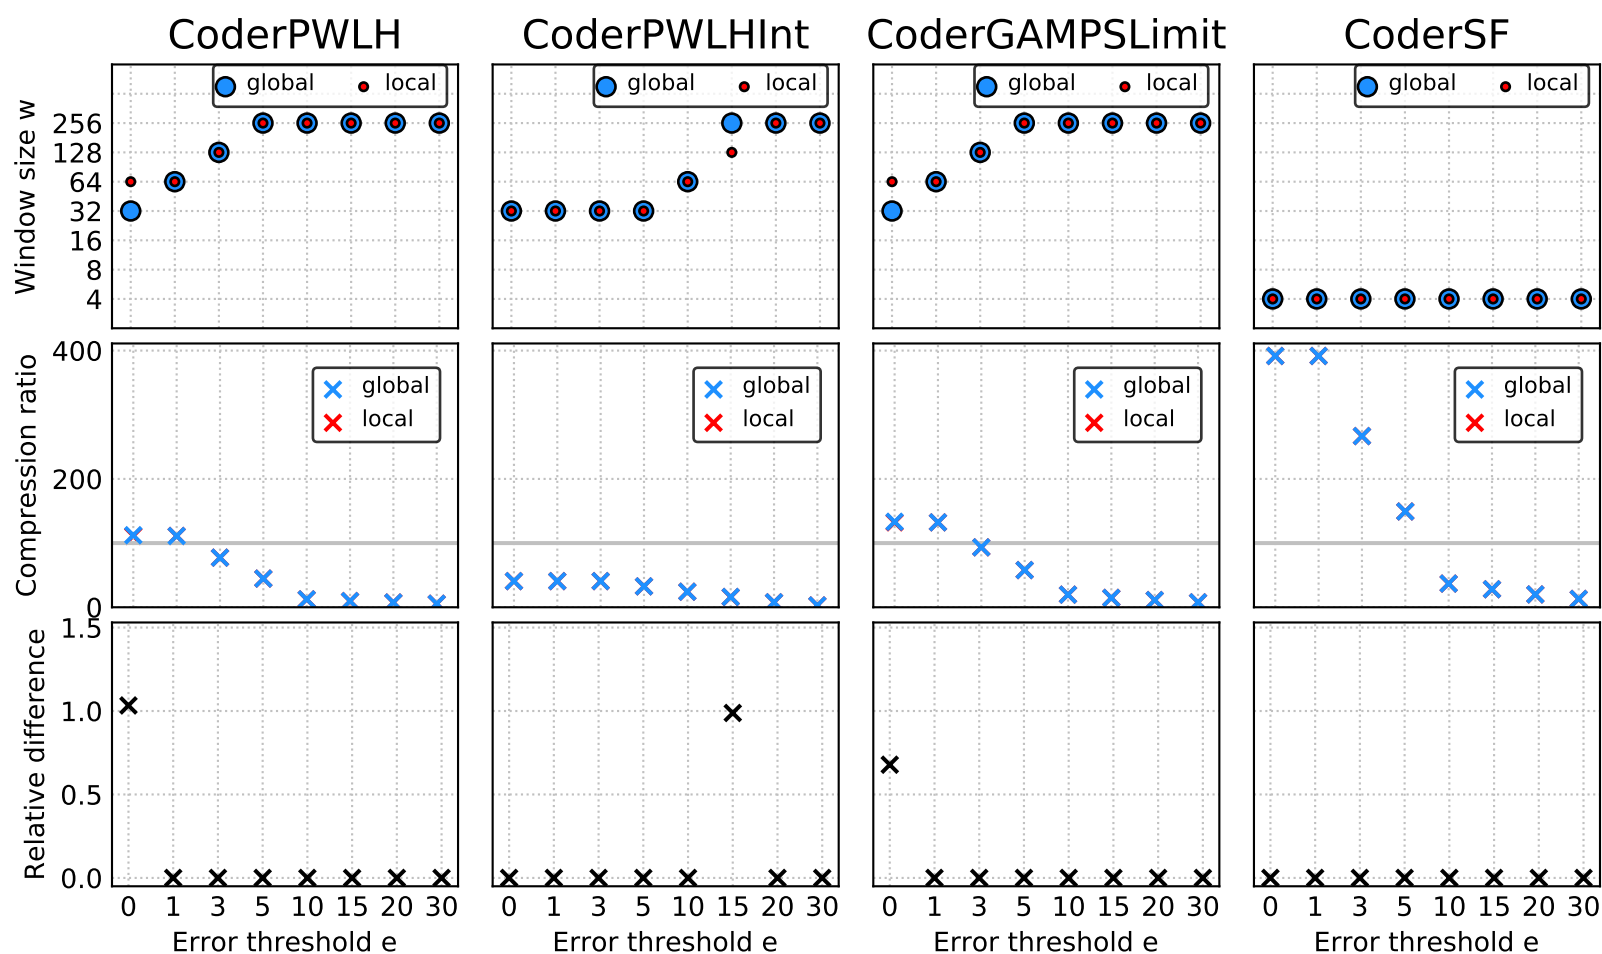 CoderPWLH CoderPWLHInt CoderGAMPSLimit CoderSF
global local global local global local global local
Window size w
256
128
64
32
16
8
4
Compression ratio
400
200
0
global global global global
local local local local
Relative difference
1.5
1.0
0.5
0.0
0 1 3 5 10 15 20 30 0 1 3 5 10 15 20 30 0 1 3 5 10 15 20 30 0 1 3 5 10 15 20 30
Error threshold e Error threshold e Error threshold e Error threshold e